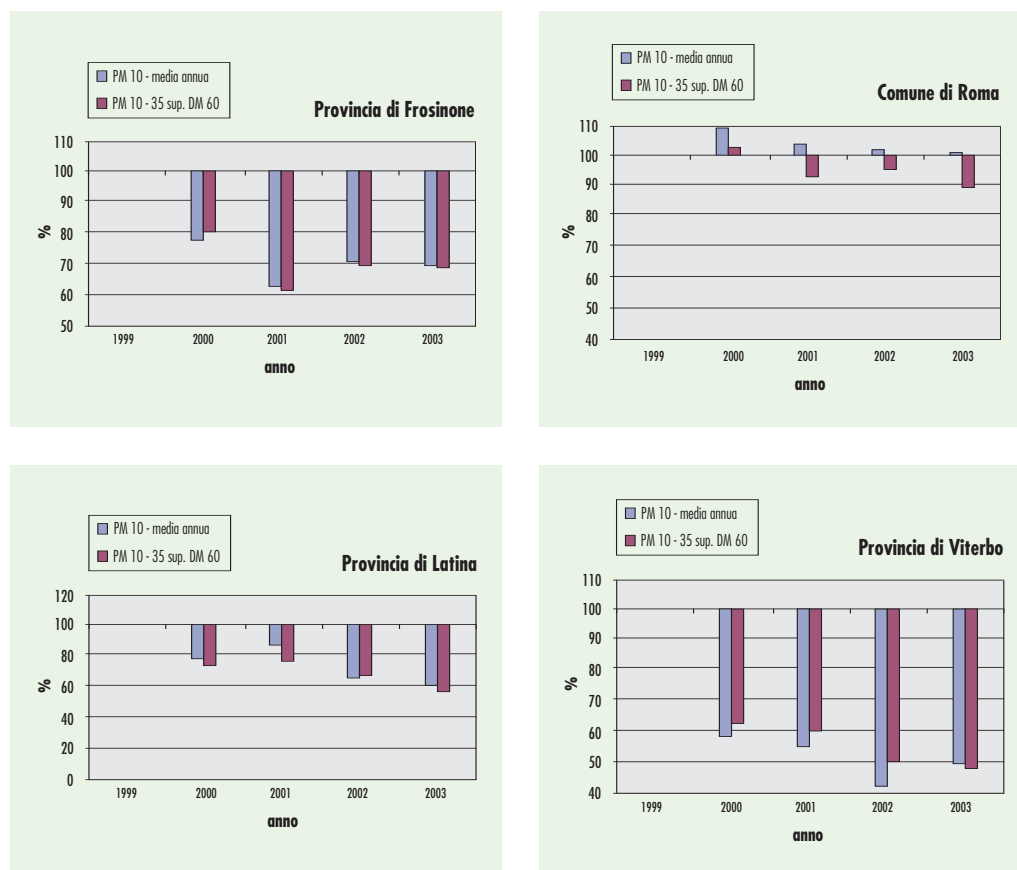 PM 10 - media annua
PM 10 - 35 sup. DM 60
Provincia di Frosinone
110
100
90
80
70
60
50
%
1999 2000 2001 2002 2003
anno
PM 10 - media annua
PM 10 - 35 sup. DM 60
Comune di Roma
110
100
90
80
70
60
50
40
%
1999 2000 2001 2002 2003
anno
PM 10 - media annua
PM 10 - 35 sup. DM 60
Provincia di Latina
120
100
80
60
40
20
0
%
1999 2000 2001 2002 2003
anno
PM 10 - media annua
PM 10 - 35 sup. DM 60
Provincia di Viterbo
110
100
90
80
70
60
50
40
%
1999 2000 2001 2002 2003
anno